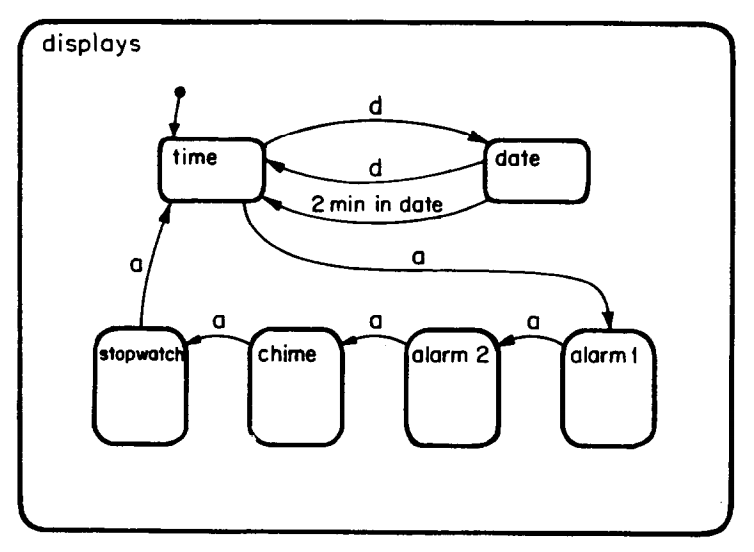 displays
d
time
date
d
2 min in date
a
a
a
a
a
stopwatch
chime
alarm 2
alarm 1